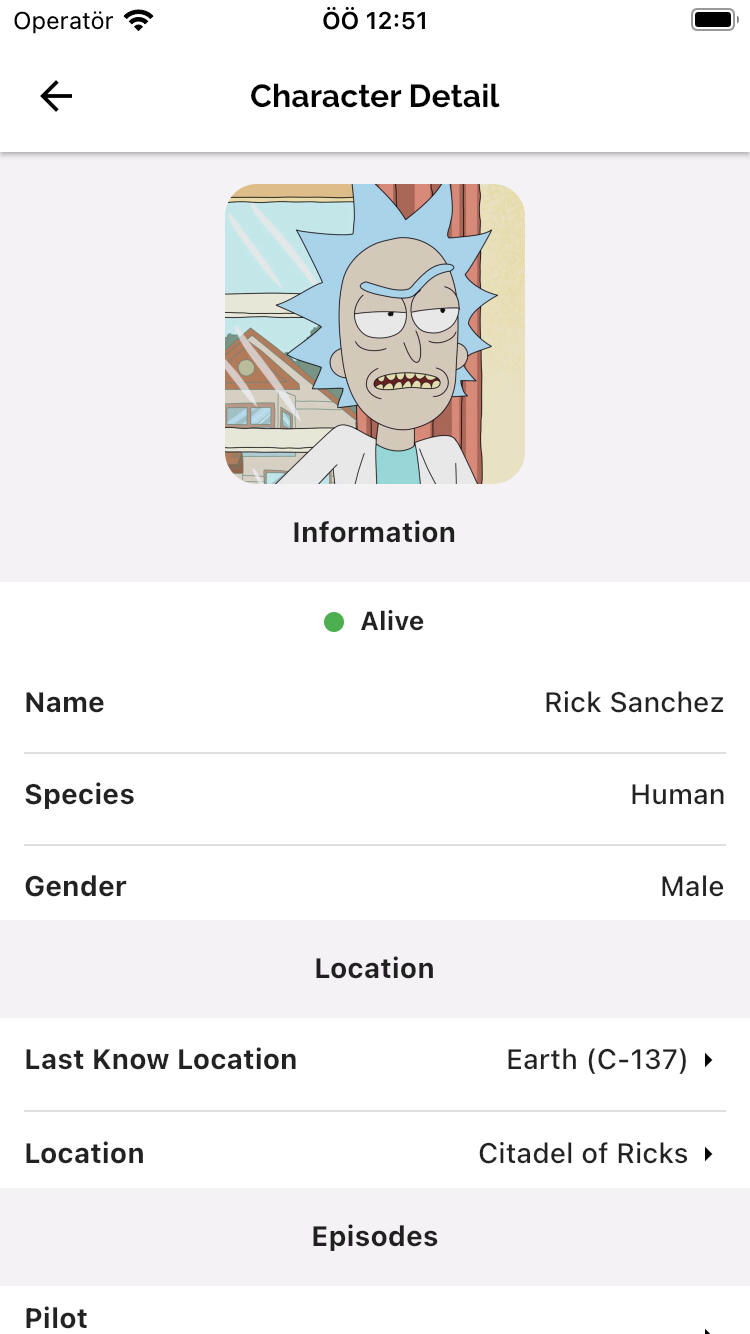 Operatör ÖÖ 12:51
Character Detail
Information
Alive
Name Rick Sanchez
Species Human
Gender Male
Location
Last Know Location Earth (C-137)
Location Citadel of Ricks
Episodes
Pilot